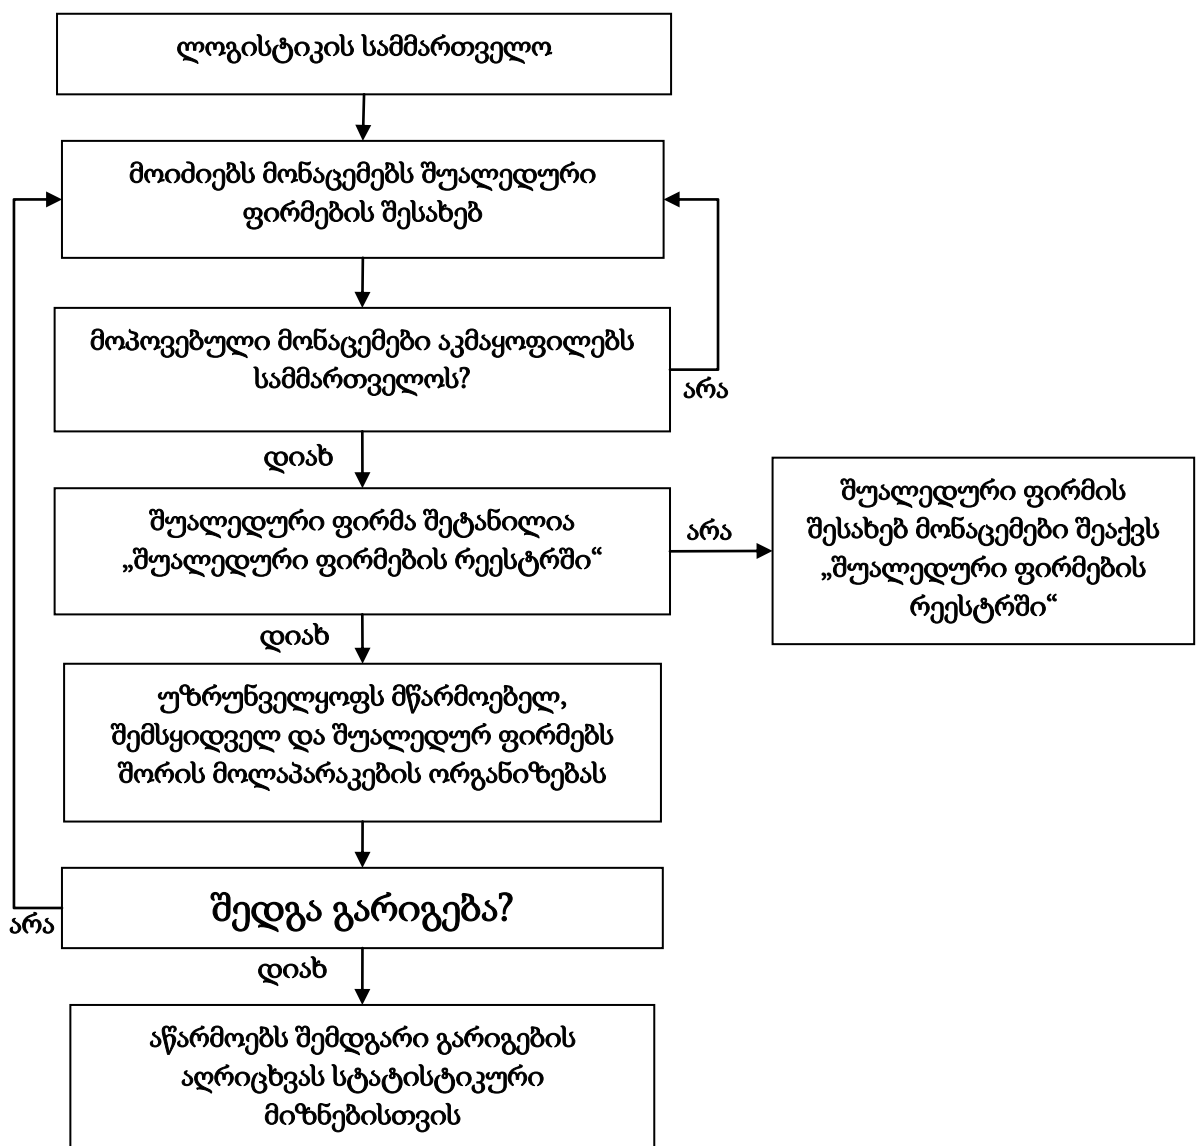 ლოგისტიკის სამმართველო
მოიძიებს მონაცემებს შუალედური
ფირმების შესახებ
მოპოვებული მონაცემები აკმაყოფილებს
სამმართველოს?
არა
დიახ
შუალედური ფირმა შეტანილია
„შუალედური ფირმების რეესტრში“
არა
შუალედური ფირმის
შესახებ მონაცემები შეაქვს
„შუალედური ფირმების
რეესტრში“
დიახ
უზრუნველყოფს მწარმოებელ,
შემსყიდველ და შუალედურ ფირმებს
შორის მოლაპარაკების ორგანიზებას
შედგა გარიგება?
არა
დიახ
აწარმოებს შემდგარი გარიგების
აღრიცხვას სტატისტიკური
მიზნებისთვის